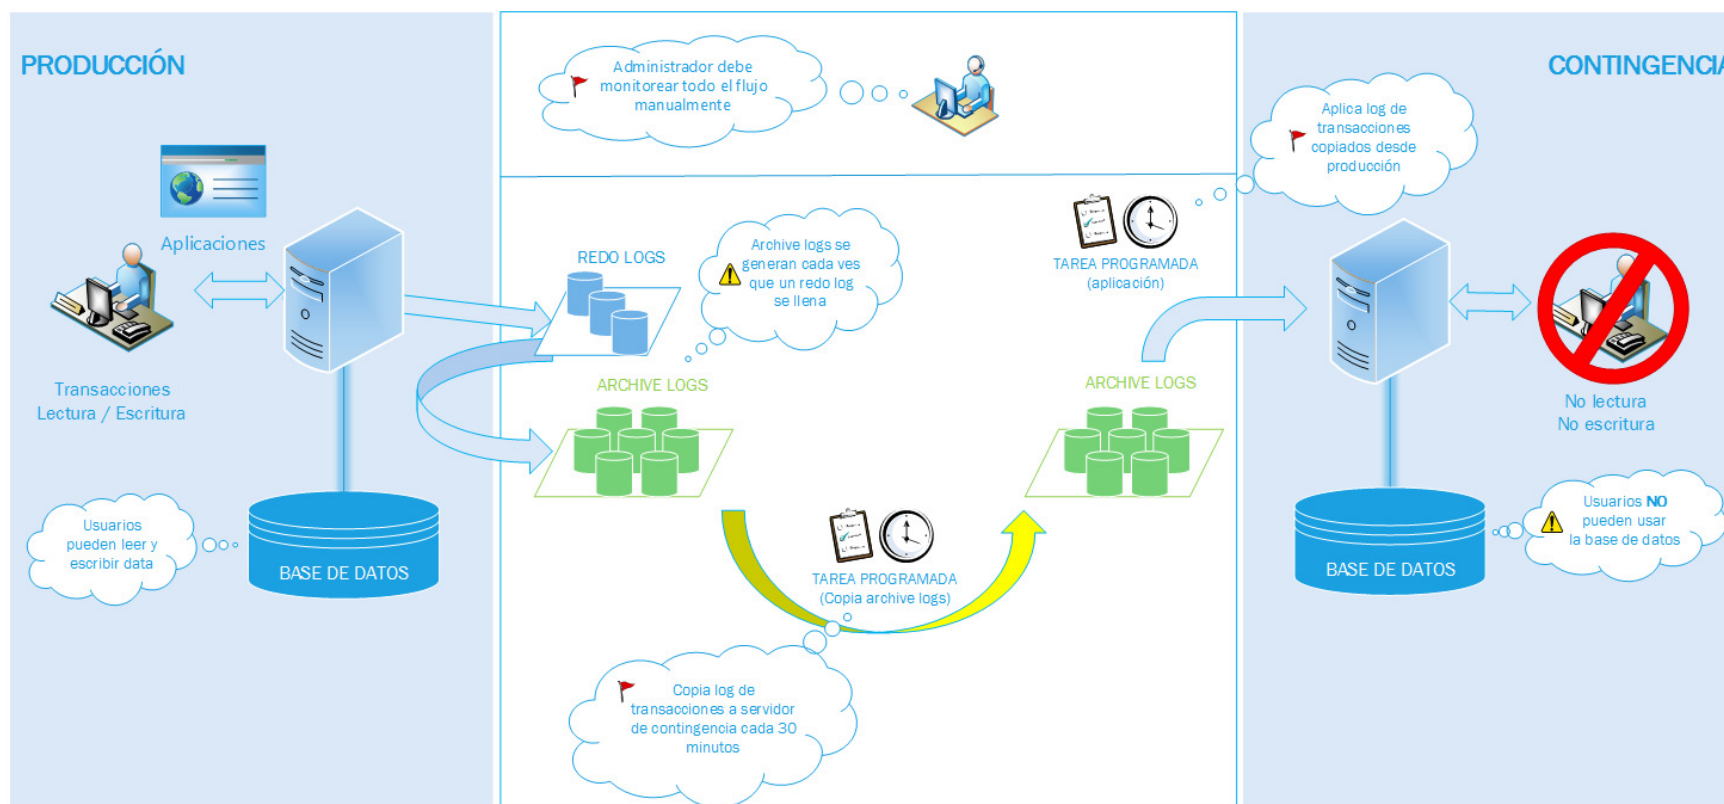 PRODUCCIÓN
Aplicaciones
Transacciones
Lectura / Escritura
Usuarios
pueden leer y
escribir data
BASE DE DATOS
Administrador debe
monitorear todo el flujo
manualmente
REDO LOGS
Archive logs se
generan cada ves
que un redo log
se llena
ARCHIVE LOGS
TAREA PROGRAMADA
(Copia archive logs)
Copia log de
transacciones a servidor
de contingencia cada 30
minutos
TAREA PROGRAMADA
(aplicación)
ARCHIVE LOGS
CONTINGENCIA
Aplica log de
transacciones
copiados desde
producción
No lectura
No escritura
Usuarios NO
pueden usar
la base de datos
BASE DE DATOS